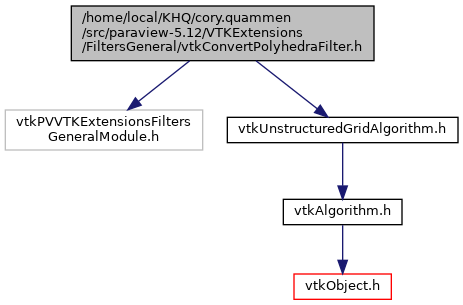 /home/local/KHQ/cory.quammen
/src/paraview-5.12/VTKExtensions
/FiltersGeneral/vtkConvertPolyhedraFilter.h
vtkPVVTKExtensionsFilters
GeneralModule.h
vtkUnstructuredGridAlgorithm.h
vtkAlgorithm.h
vtkObject.h